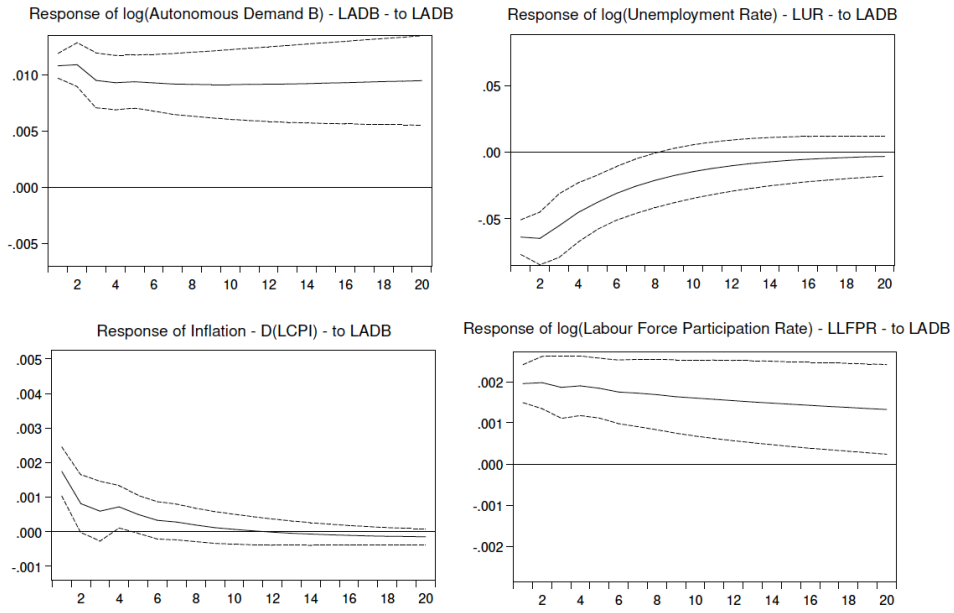 Response of log(Autonomous Demand B) - LADB - to LADB
.010
.005
.000
-.005
2 4 6 8 10 12 14 16 18 20
Response of log(Unemployment Rate) - LUR - to LADB
.05
.00
-.05
2 4 6 8 10 12 14 16 18 20
Response of Inflation - D(LCPI) - to LADB
.005
.004
.003
.002
.001
.000
-.001
2 4 6 8 10 12 14 16 18 20
Response of log(Labour Force Participation Rate) - LLFPR - to LADB
.002
.001
.000
-.001
-.002
2 4 6 8 10 12 14 16 18 20